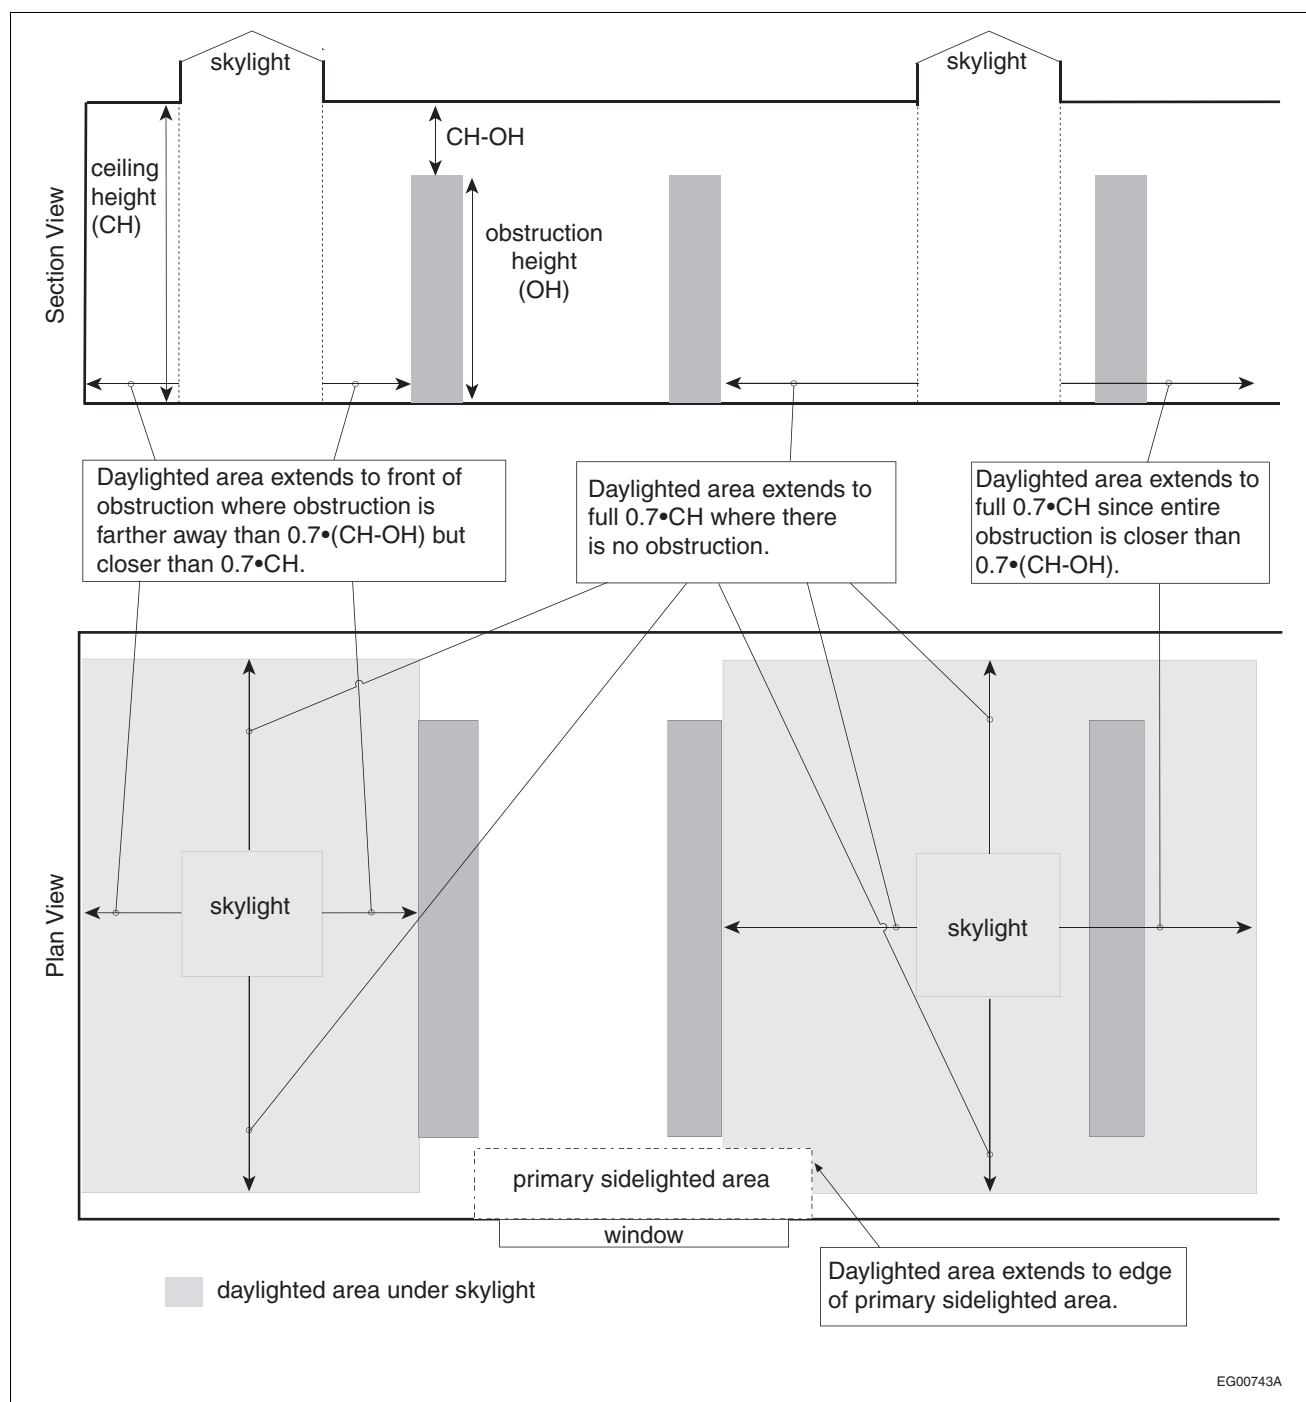 skylight
skylight
CH-OH
ceiling
height
(CH)
obstruction
height
(OH)
Section View
Daylighted area extends to front of
obstruction where obstruction is
farther away than 0.7•(CH-OH) but
closer than 0.7•CH.
Daylighted area extends to
full 0.7•CH where there
is no obstruction.
Daylighted area extends to
full 0.7•CH since entire
obstruction is closer than
0.7•(CH-OH).
Plan View
skylight
skylight
primary sidelighted area
window
Daylighted area extends to edge
of primary sidelighted area.
daylighted area under skylight
EG00743A